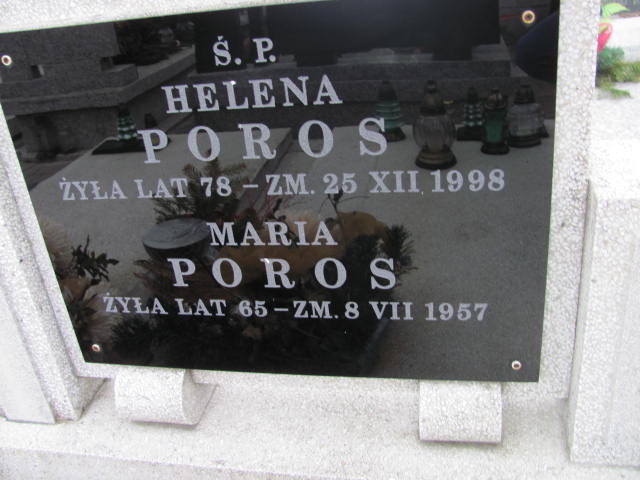 Ś. P.
HELENA
POROS
ŻYŁA LAT 78 – ZM. 25 XII 1998
MARIA
POROS
ŻYŁA LAT 65 – ZM. 8 VII 1957